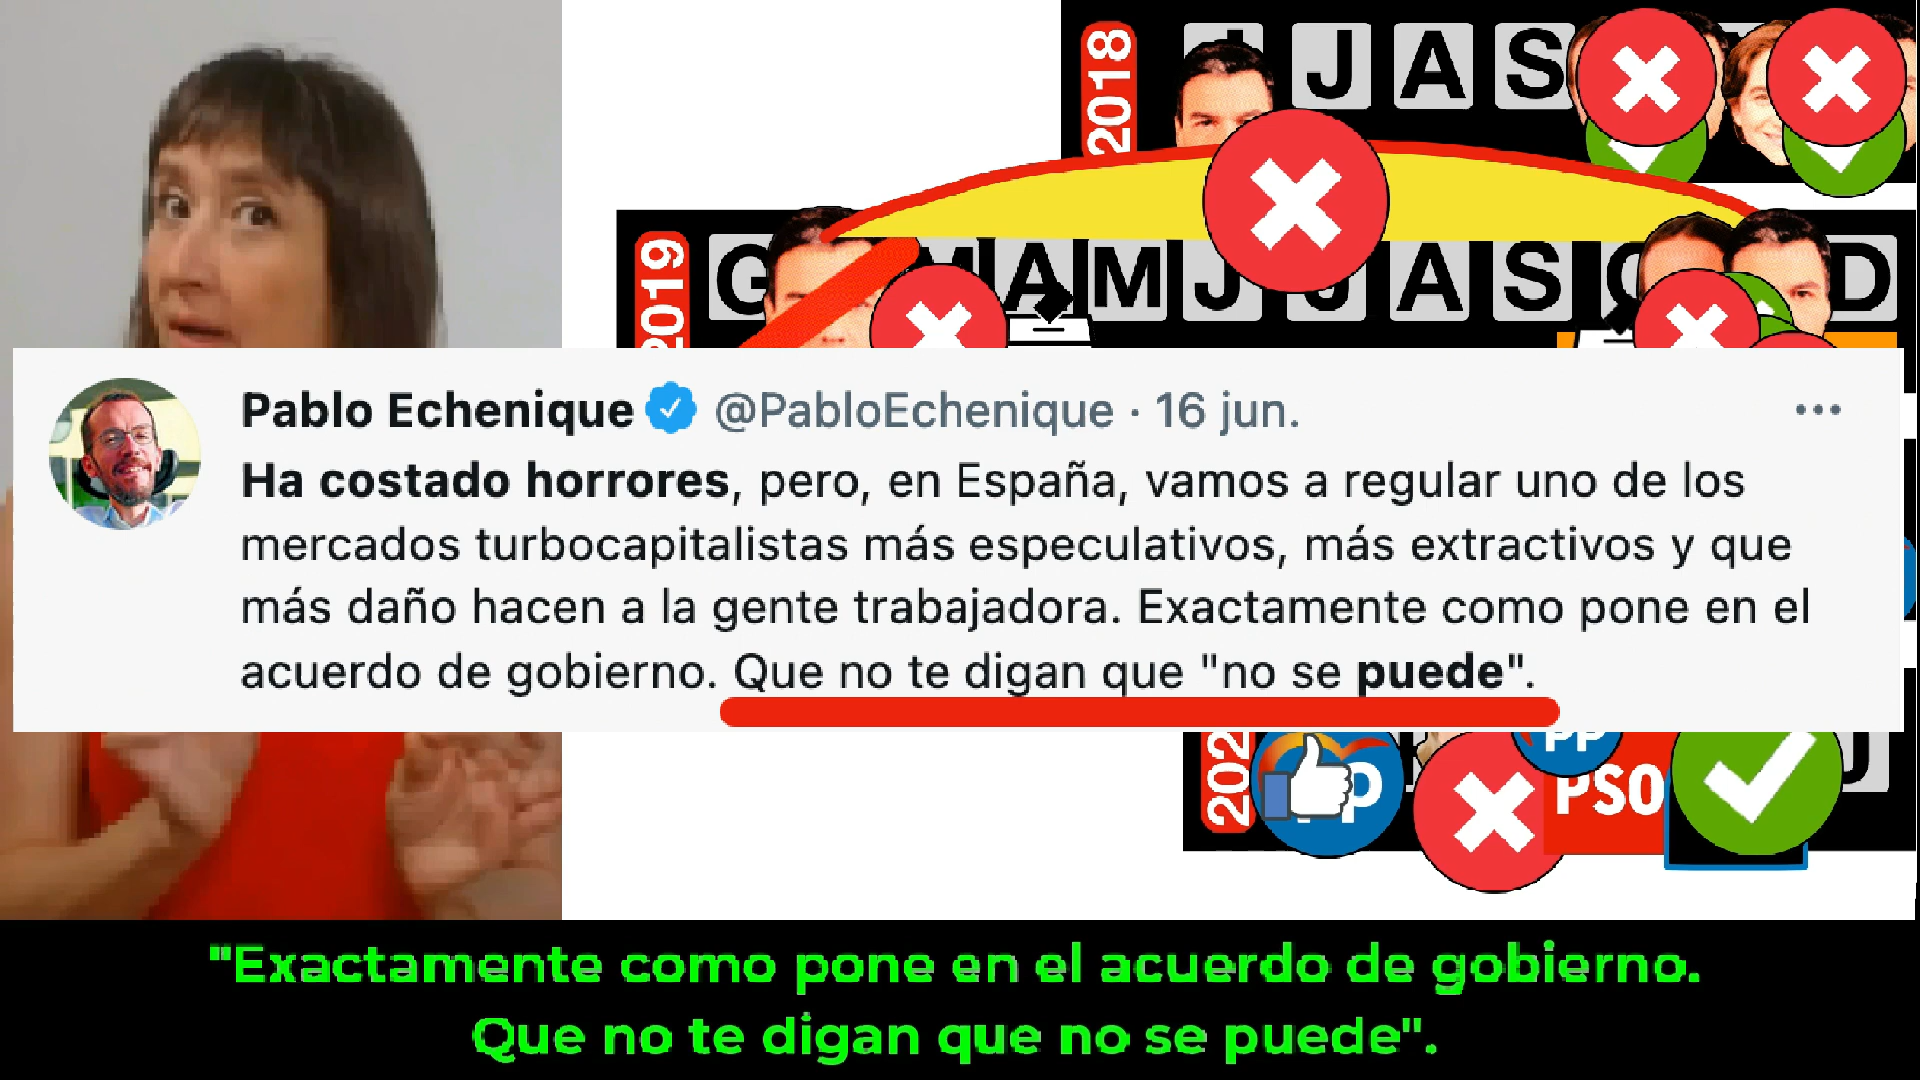 2018
J A S
2019
G A M J J A S O D
Pablo Echenique @PabloEchenique · 16 jun.
Ha costado horrores, pero, en España, vamos a regular uno de los
mercados turbocapitalistas más especulativos, más extractivos y que
más daño hacen a la gente trabajadora. Exactamente como pone en el
acuerdo de gobierno. Que no te digan que "no se puede".
202
PP
pp
PSO
J
"Exactamente como pone en el acuerdo de gobierno.
Que no te digan que no se puede".